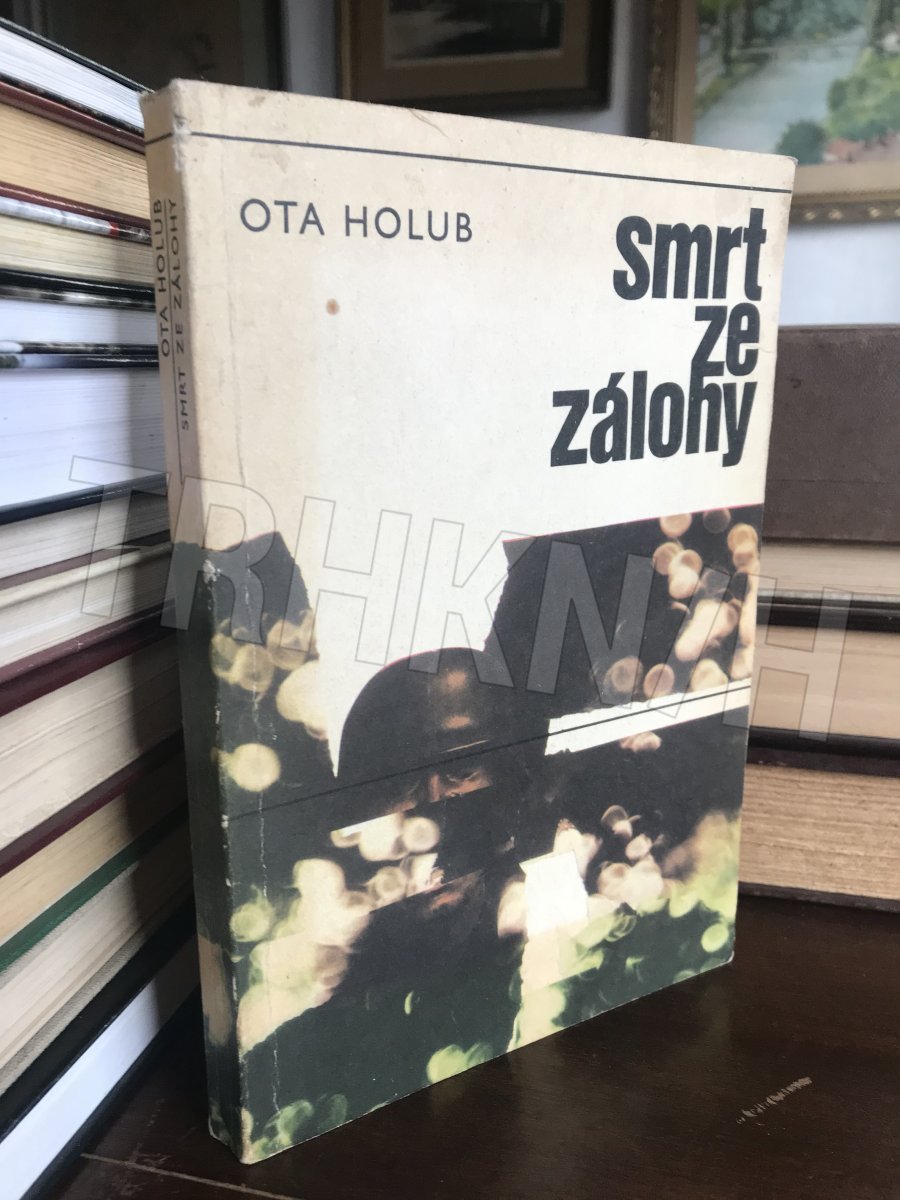 OTA HOLUB
smrt
ze
zálohy
OTA HOLUB
SMRT ZE ZÁLOHY
TRHKNIH